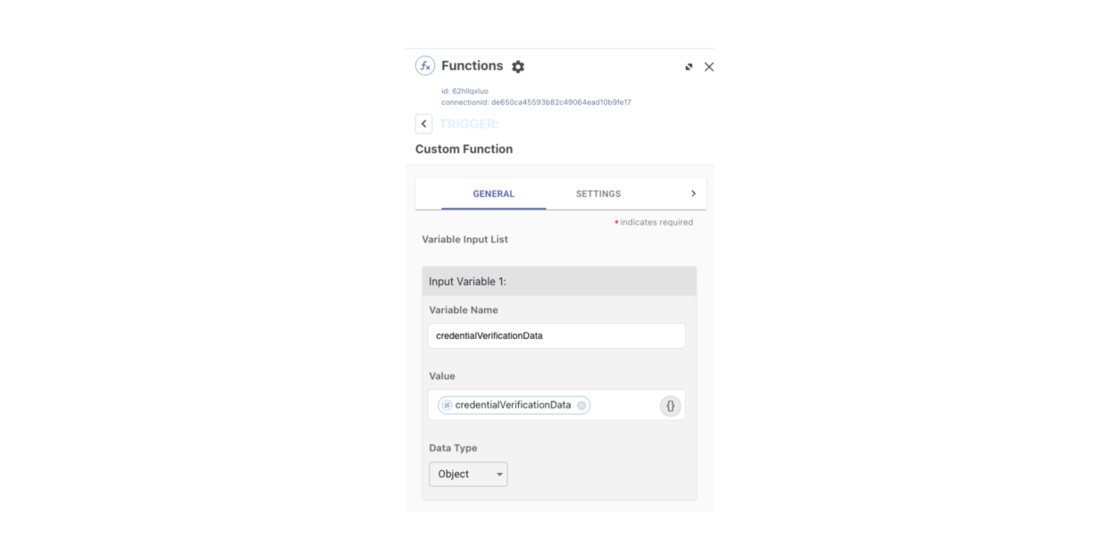 Functions
id: 62hllqxluo
connectionId: de650ca45593b82c49064ead10b9fe17
TRIGGER:
Custom Function
GENERAL SETTINGS
*indicates required
Variable Input List
Input Variable 1:
Variable Name
credentialVerificationData
Value
credentialVerificationData {}
Data Type
Object